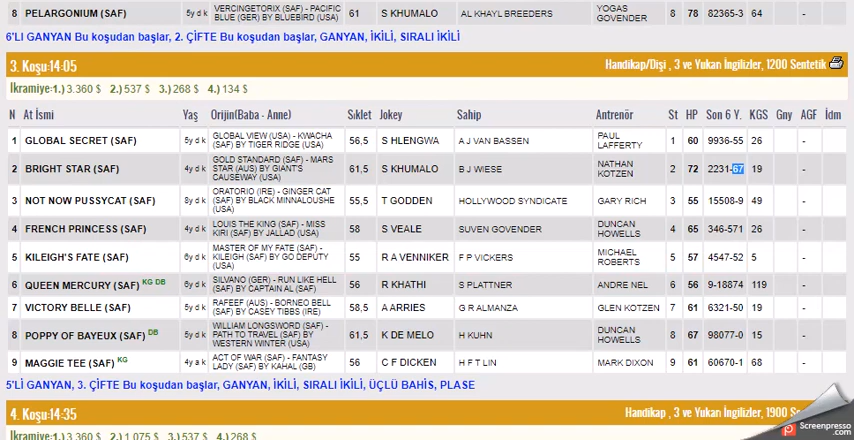 8 PELARGONIUM (SAF) 5y d k VERCINGETORIX (SAF) - PACIFIC BLUE (GER) BY BLUEBIRD (USA) 61 S KHUMALO AL KHAYL BREEDERS YOGAS GOVENDER 8 78 82365-3 64
6'LI GANYAN Bu koşudan başlar, 2. ÇİFTE Bu koşudan başlar, GANYAN, İKİLİ, SIRALI İKİLİ
3. Koşu:14-05 Handikap/Dişi , 3 ve Yukarı İngilizler, 1200 Sentetik
İkramiye:1.) 3.360 $ 2.) 537 $ 3.) 268 $ 4.) 134 $
N At İsmi Yaş Orijin(Baba - Anne) Sıklet Jokey Sahip Antrenör St HP Son 6 Y. KGS Gny AGF İdm
1 GLOBAL SECRET (SAF) 5y d k GLOBAL VIEW (USA) - KWACHA (SAF) BY TIGER RIDGE (USA) 56,5 S HLENGWA A J VAN BASSEN PAUL LAFFERTY 1 60 9936-55 26 -
2 BRIGHT STAR (SAF) 4y d k GOLD STANDARD (SAF) - MARS STAR (AUS) BY GIANT'S CAUSEWAY (USA) 61,5 S KHUMALO B J WIESE NATHAN KOTZEN 2 72 2231-67 19 -
3 NOT NOW PUSSYCAT (SAF) 8y d k ORATORIO (IRE) - GINGER CAT (SAF) BY BLACK MINNALOUSHE (USA) 55,5 T GODDEN HOLLYWOOD SYNDICATE GARY RICH 3 55 15508-9 49 -
4 FRENCH PRINCESS (SAF) 4y d k LOUIS THE KING (SAF) - MISS KIRI (SAF) BY JALLAD (USA) 58 S VEALE SUVEN GOVENDER DUNCAN HOWELLS 4 65 346-571 26 -
5 KILEIGH'S FATE (SAF) 6y d k MASTER OF MY FATE (SAF) - KILEIGH (SAF) BY GO DEPUTY (USA) 55 R A VENNIKER F P VICKERS MICHAEL ROBERTS 5 57 4547-52 5 -
6 QUEEN MERCURY (SAF) KG DB 6y d k SILVANO (GER) - RUN LIKE HELL (SAF) BY CAPTAIN AL (SAF) 56 R KHATHI S PLATTNER ANDRE NEL 6 56 9-18874 119 -
7 VICTORY BELLE (SAF) 5y d k RAFEEF (AUS) - BORNEO BELL (SAF) BY CASEY TIBBS (IRE) 58,5 A ARRIES G R ALMANZA GLEN KOTZEN 7 61 6321-50 19 -
8 POPPY OF BAYEUX (SAF) DB 5y d k WILLIAM LONGSWORD (SAF) - PATH TO TRAVEL (SAF) BY WESTERN WINTER (USA) 61,5 K DE MELO H KUHN DUNCAN HOWELLS 8 67 98077-0 15 -
9 MAGGIE TEE (SAF) KG 4y a k ACT OF WAR (SAF) - FANTASY LADY (SAF) BY KAHAL (GB) 56 C F DICKEN H F T LIN MARK DIXON 9 61 60670-1 68 -
5'Lİ GANYAN, 3. ÇİFTE Bu koşudan başlar, GANYAN, İKİLİ, SIRALI İKİLİ, ÜÇLÜ BAHİS, PLASE
4. Koşu:14-35 Handikap , 3 ve Yukarı İngilizler, 1900 Sen
İkramiye:1.) 3.360 $ 2.) 1.075 $ 3.) 537 $ 4.) 268 $
Screenpresso
.com